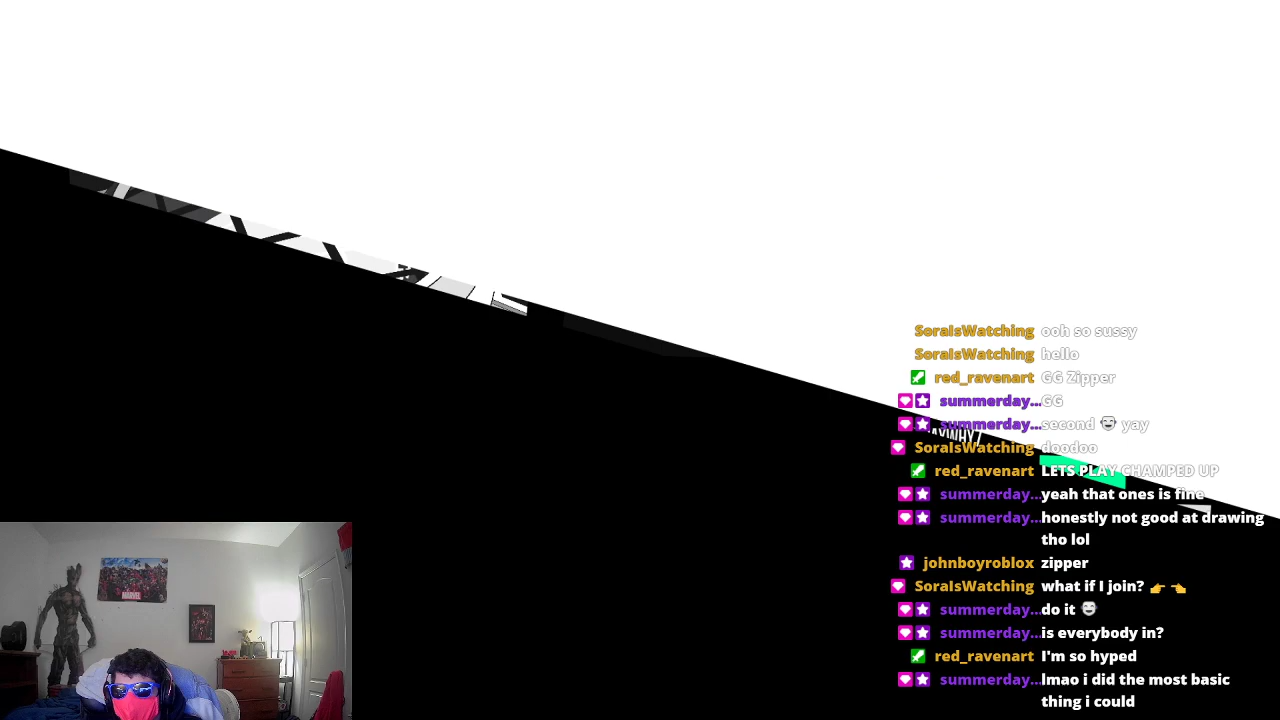 SoraIsWatching ooh so sussy
SoraIsWatching hello
red_ravenart GG Zipper
summerday... GG
summerday... second yay
SoraIsWatching doodoo
red_ravenart LETS PLAY CHAMPED UP
summerday... yeah that ones is fine
summerday... honestly not good at drawing
tho lol
johnboyroblox zipper
SoraIsWatching what if I join? 👉 👈
summerday... do it
summerday... is everybody in?
red_ravenart I'm so hyped
summerday... lmao i did the most basic
thing i could
MARVEL